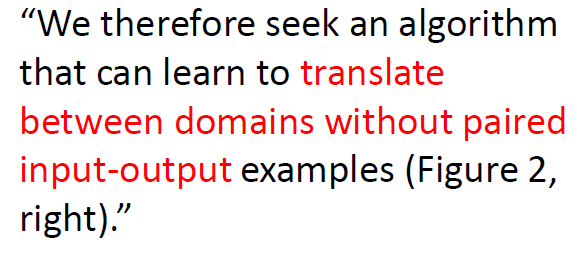 “We therefore seek an algorithm
that can learn to translate
between domains without paired
input-output examples (Figure 2,
right).”